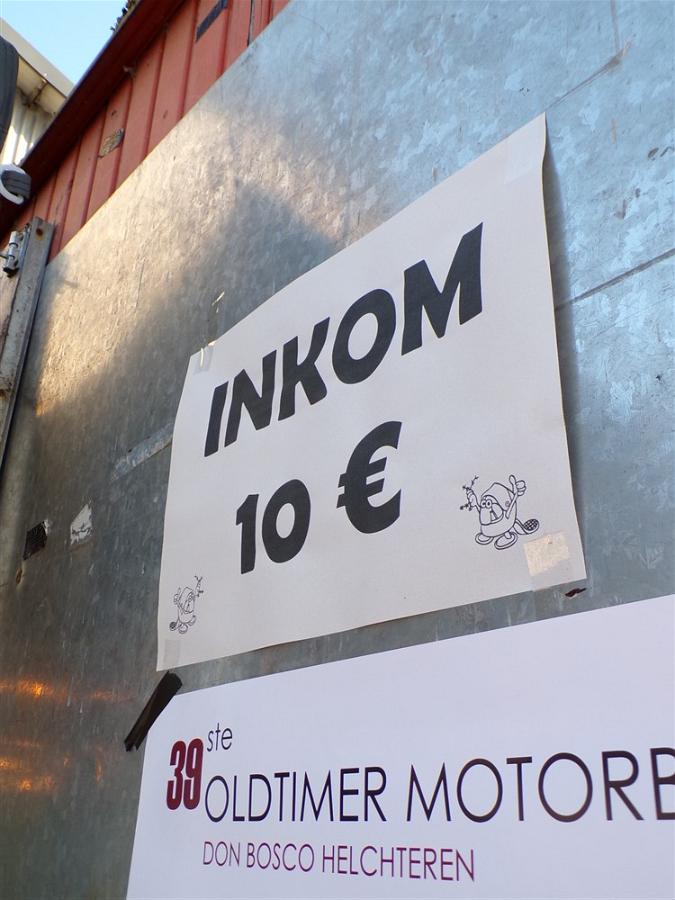 INKOM
10 €
39ste OLDTIMER MOTORB
DON BOSCO HELCHTEREN